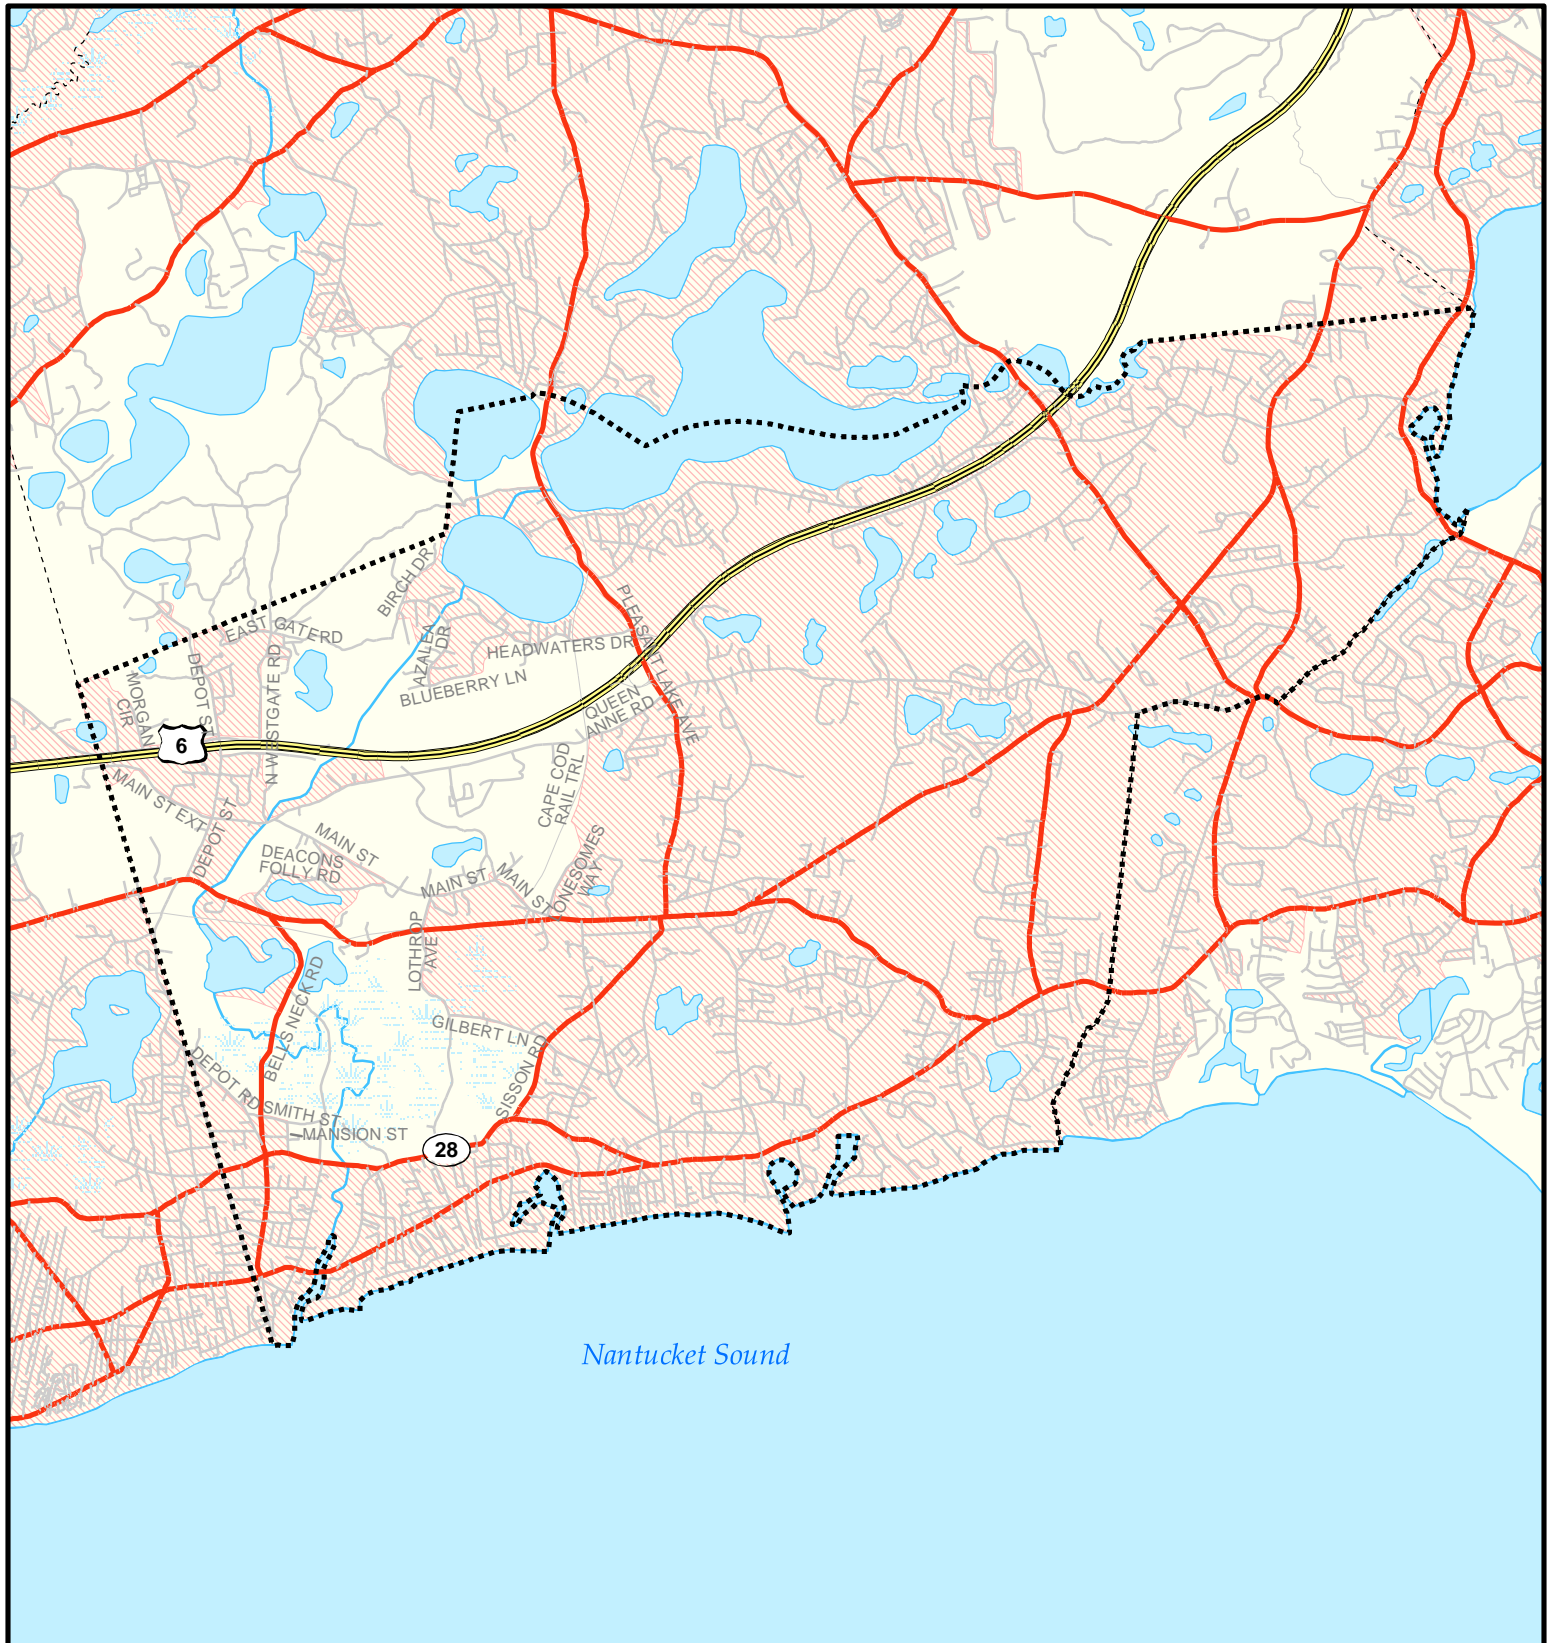 BIRCH DR
PLEASANT LAKE AVE
EAST GATERD
AZALEA
DR
HEADWATERS DR
DEPOT ST
N WESTGATE RD
MORGAN
CIR
BLUEBERRY LN
QUEEN
ANNE RD
6
CAPE COD
RAIL TRL
MAIN ST EXT
DEPOT ST
MAIN ST
DEACONS
FOLLY RD
MAIN ST
MAIN ST
LONESOMES
WAY
LOTHROP
AVE
BELLS NECK RD
GILBERT LN
SISSON RD
DEPOT RD
SMITH ST
MANSION ST
28
Nantucket Sound